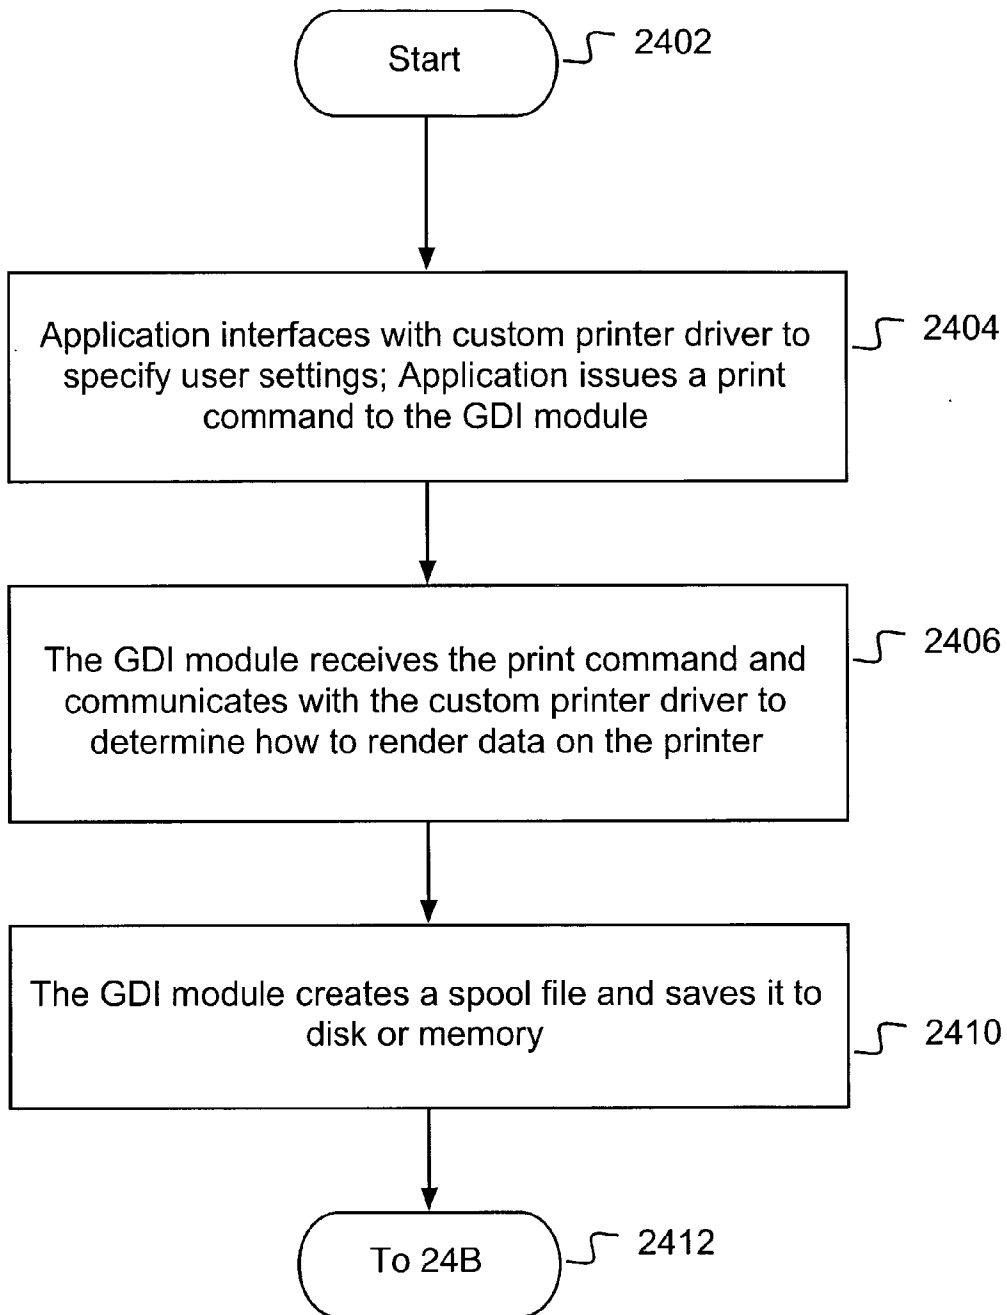 Start
2402
Application interfaces with custom printer driver to
specify user settings; Application issues a print
command to the GDI module
2404
The GDI module receives the print command and
communicates with the custom printer driver to
determine how to render data on the printer
2406
The GDI module creates a spool file and saves it to
disk or memory
2410
To 24B
2412